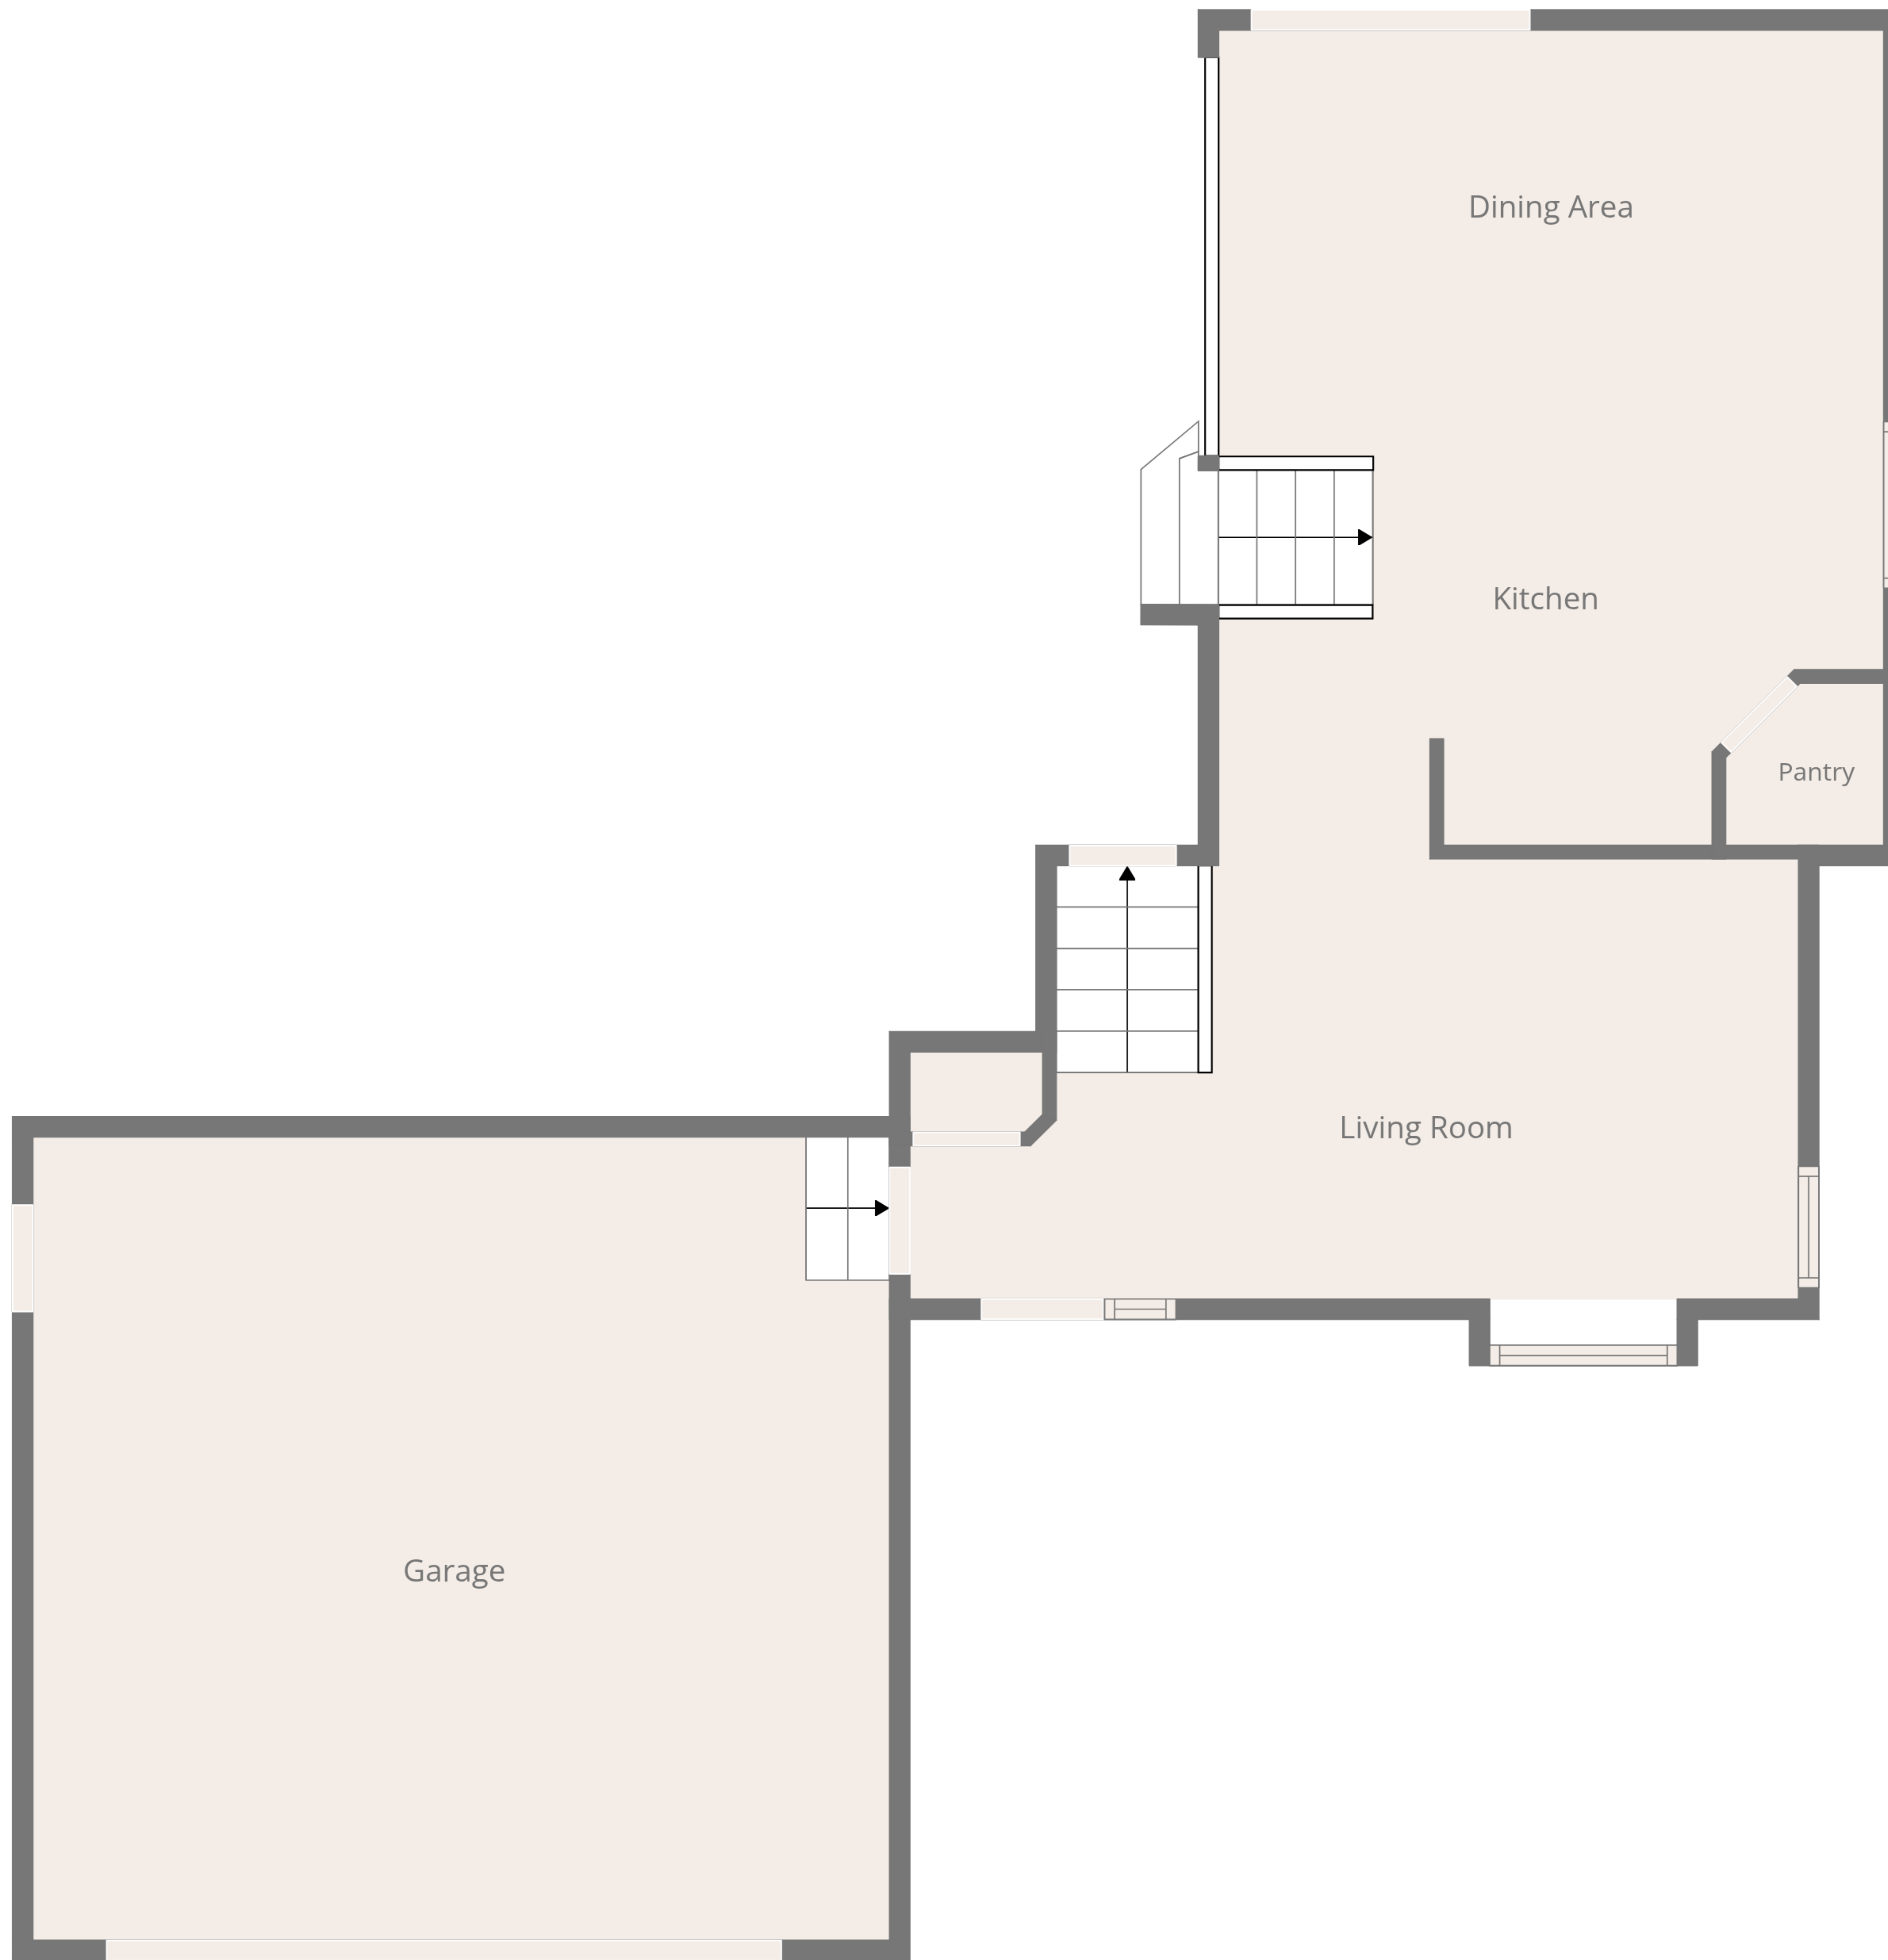 Dining Area
Kitchen
Pantry
Living Room
Garage